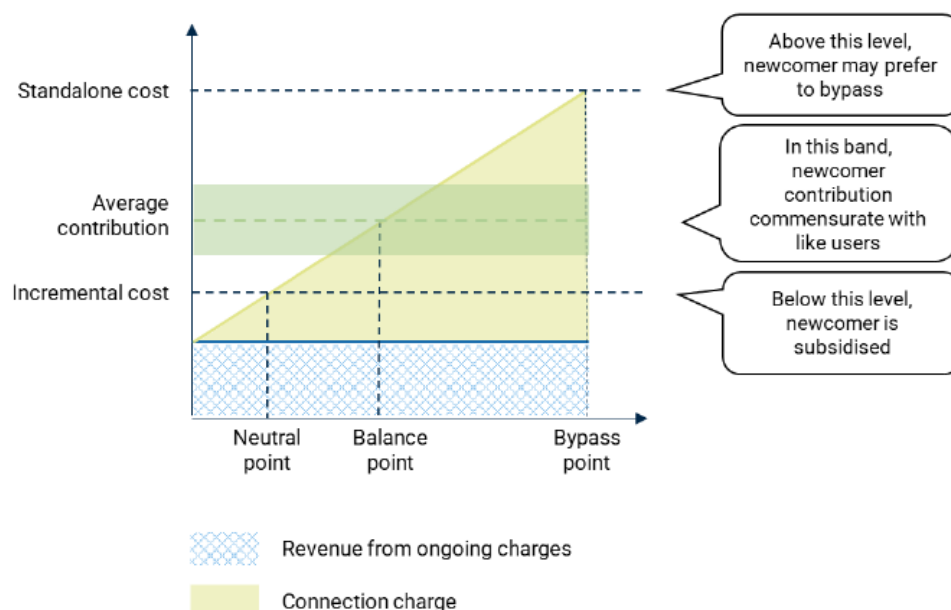 Standalone cost
Average
contribution
Incremental cost
Above this level,
newcomer may prefer
to bypass
In this band,
newcomer
contribution
commensurate with
like users
Below this level,
newcomer is
subsidised
Neutral
point
Balance
point
Bypass
point
Revenue from ongoing charges
Connection charge